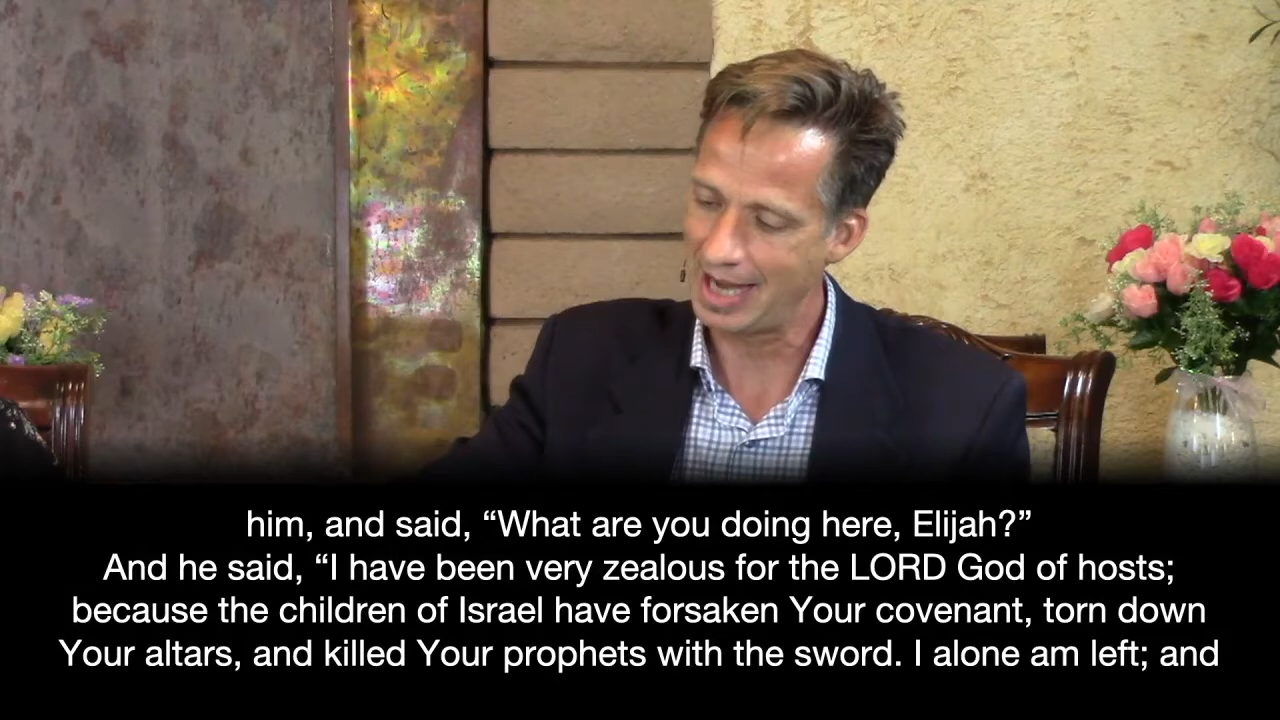 him, and said, “What are you doing here, Elijah?”
And he said, “I have been very zealous for the LORD God of hosts;
because the children of Israel have forsaken Your covenant, torn down
Your altars, and killed Your prophets with the sword. I alone am left; and